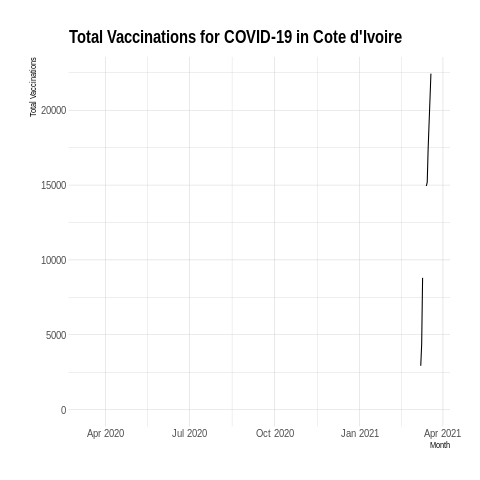 Total Vaccinations for COVID-19 in Cote d'Ivoire
Total Vaccinations
20000
15000
10000
5000
0
Apr 2020 Jul 2020 Oct 2020 Jan 2021 Apr 2021
Month